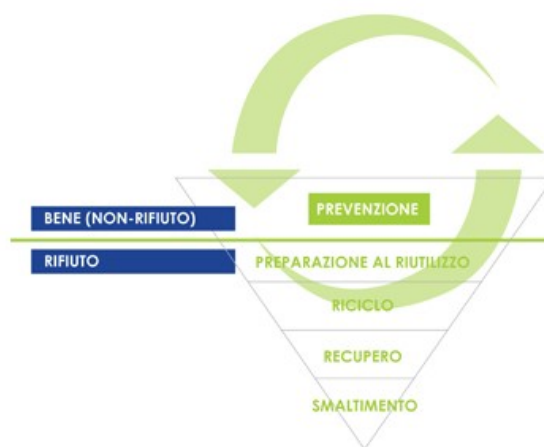 PREVENZIONE
BENE (NON-RIFIUTO)
RIFIUTO
PREPARAZIONE AL RIUTILIZZO
RICICLO
RECUPERO
SMALTIMENTO